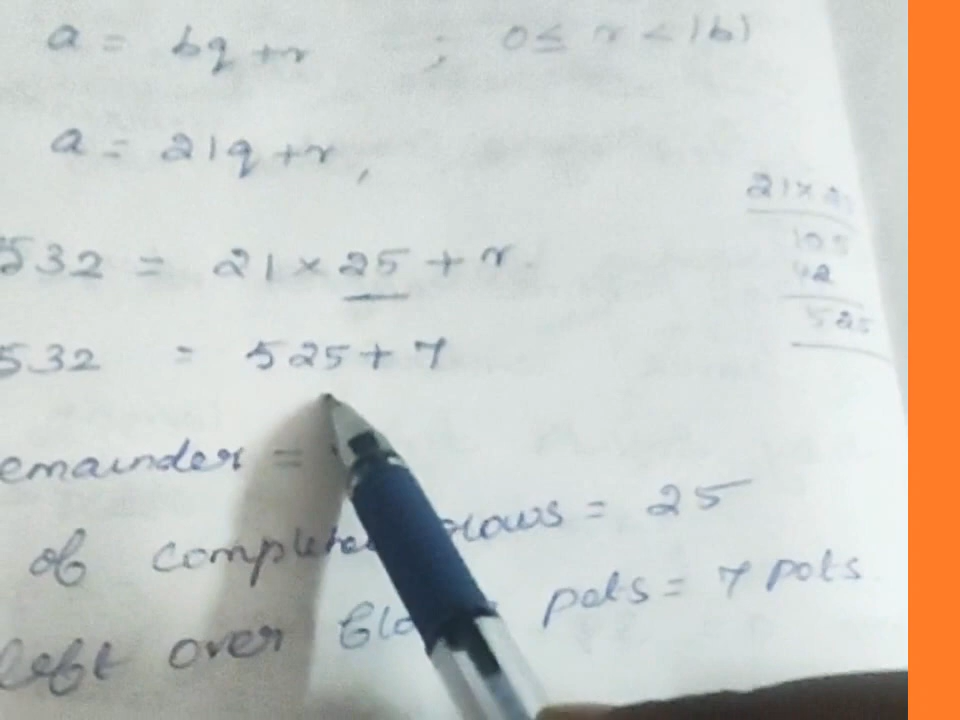 a = bq + r ; 0 ≤ r < |b|
a = 21q + r,
532 = 21 × 25 + r
532 = 525 + 7
21 × 25
105
42
525
emainder =
of complete rows = 25
left over pots = 7 pots